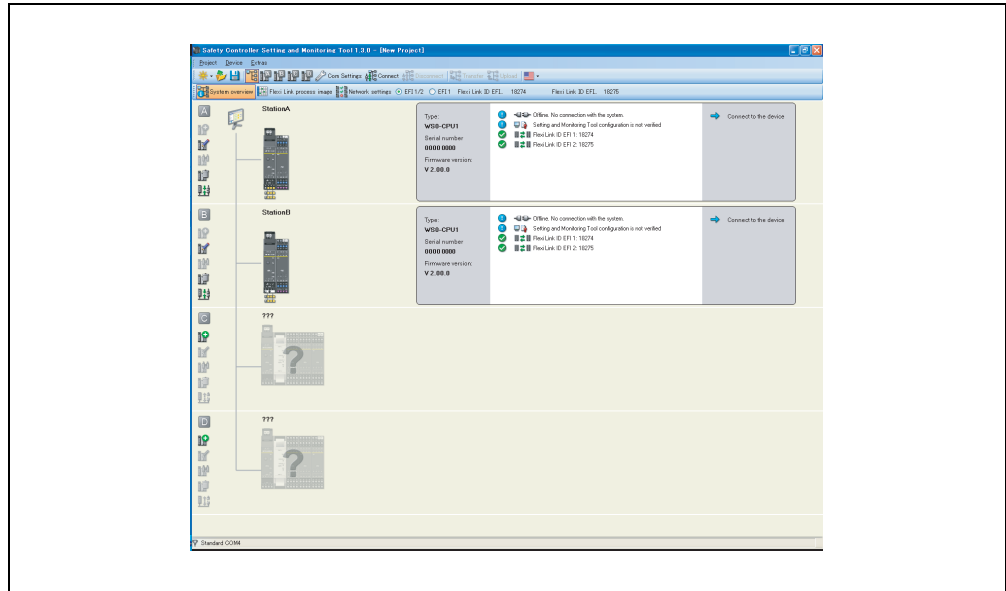 Safety Controller Setting and Monitoring Tool 1.3.0 - [New Project]
Project Device Extras
Com Settings Connect Disconnect Transfer Upload
System overview Flexi Link process image Network settings EFI1/2 EFI1 Flexi Link ID EFI... 18274 Flexi Link ID EFI... 18275
A
StationA
Type:
WS0-CPU1
Serial number
0000 0000
Firmware version:
V 2.00.0
Offline. No connection with the system.
Setting and Monitoring Tool configuration is not verified
Flexi Link ID EFI 1: 18274
Flexi Link ID EFI 2: 18275
Connect to the device
B
StationB
Type:
WS0-CPU1
Serial number
0000 0000
Firmware version:
V 2.00.0
Offline. No connection with the system.
Setting and Monitoring Tool configuration is not verified
Flexi Link ID EFI 1: 18274
Flexi Link ID EFI 2: 18275
Connect to the device
C
???
?
D
???
?
Standard COM4